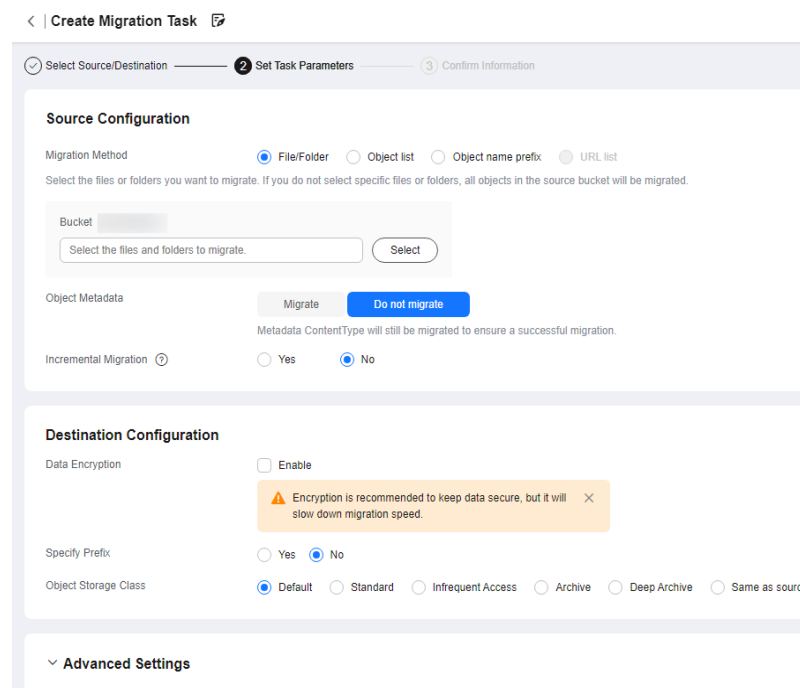 Create Migration Task
Select Source/Destination 2 Set Task Parameters 3 Confirm Information
Source Configuration
Migration Method File/Folder Object list Object name prefix URL list
Select the files or folders you want to migrate. If you do not select specific files or folders, all objects in the source bucket will be migrated.
Bucket
Select the files and folders to migrate. Select
Object Metadata Migrate Do not migrate
Metadata ContentType will still be migrated to ensure a successful migration.
Incremental Migration ? Yes No
Destination Configuration
Data Encryption Enable
Encryption is recommended to keep data secure, but it will
slow down migration speed.
Specify Prefix Yes No
Object Storage Class Default Standard Infrequent Access Archive Deep Archive Same as sourc
Advanced Settings